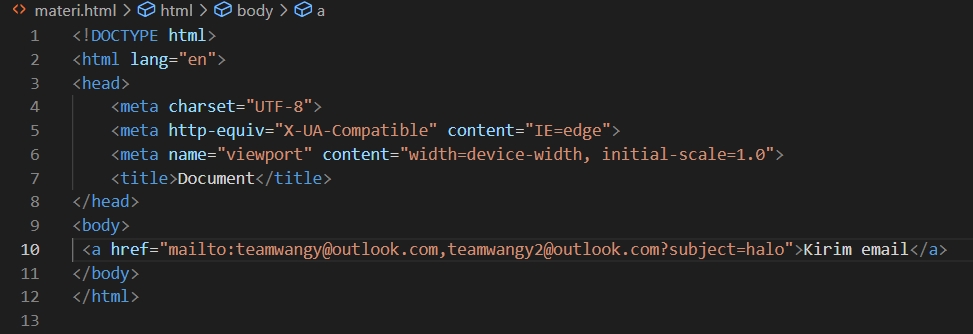 materi.html > html > body > a
1 <!DOCTYPE html>
2 <html lang="en">
3 <head>
4     <meta charset="UTF-8">
5     <meta http-equiv="X-UA-Compatible" content="IE=edge">
6     <meta name="viewport" content="width=device-width, initial-scale=1.0">
7     <title>Document</title>
8 </head>
9 <body>
10  <a href="mailto:teamwangy@outlook.com,teamwangy2@outlook.com?subject=halo">Kirim email</a>
11 </body>
12 </html>
13